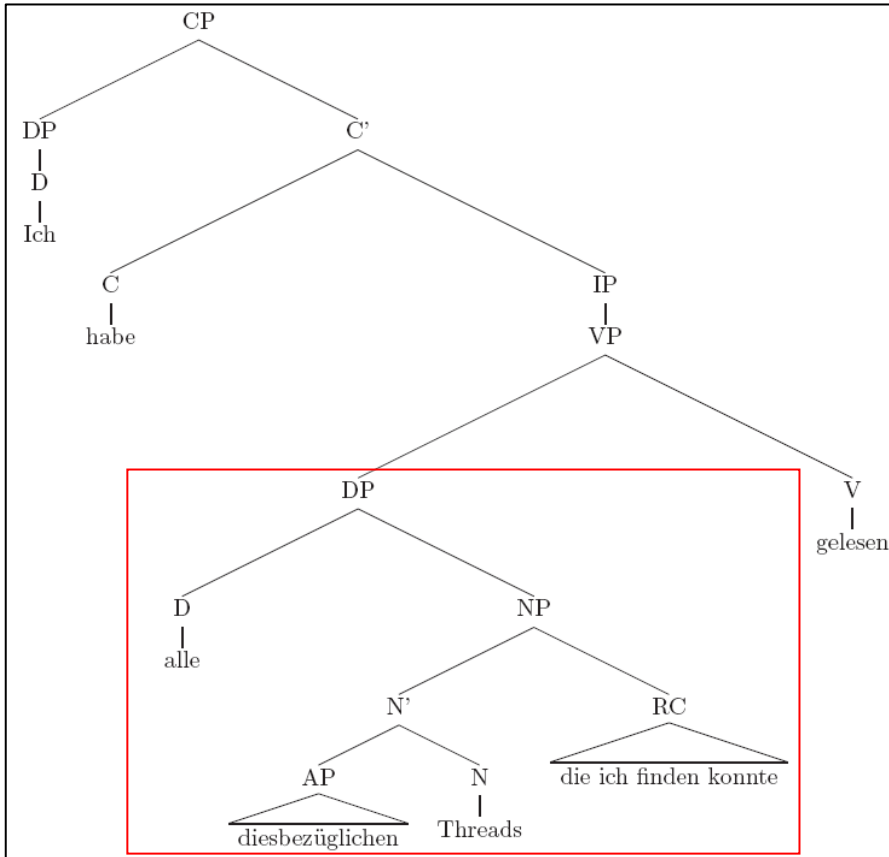 CP
DP C'
D
Ich
C IP
habe VP
DP V
gelesen
D NP
alle
N' RC
AP N die ich finden konnte
diesbezüglichen Threads